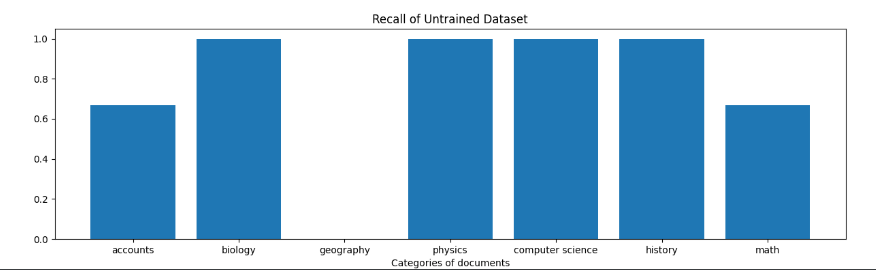 Recall of Untrained Dataset
1.0
0.8
0.6
0.4
0.2
0.0
accounts biology geography physics computer science history math
Categories of documents